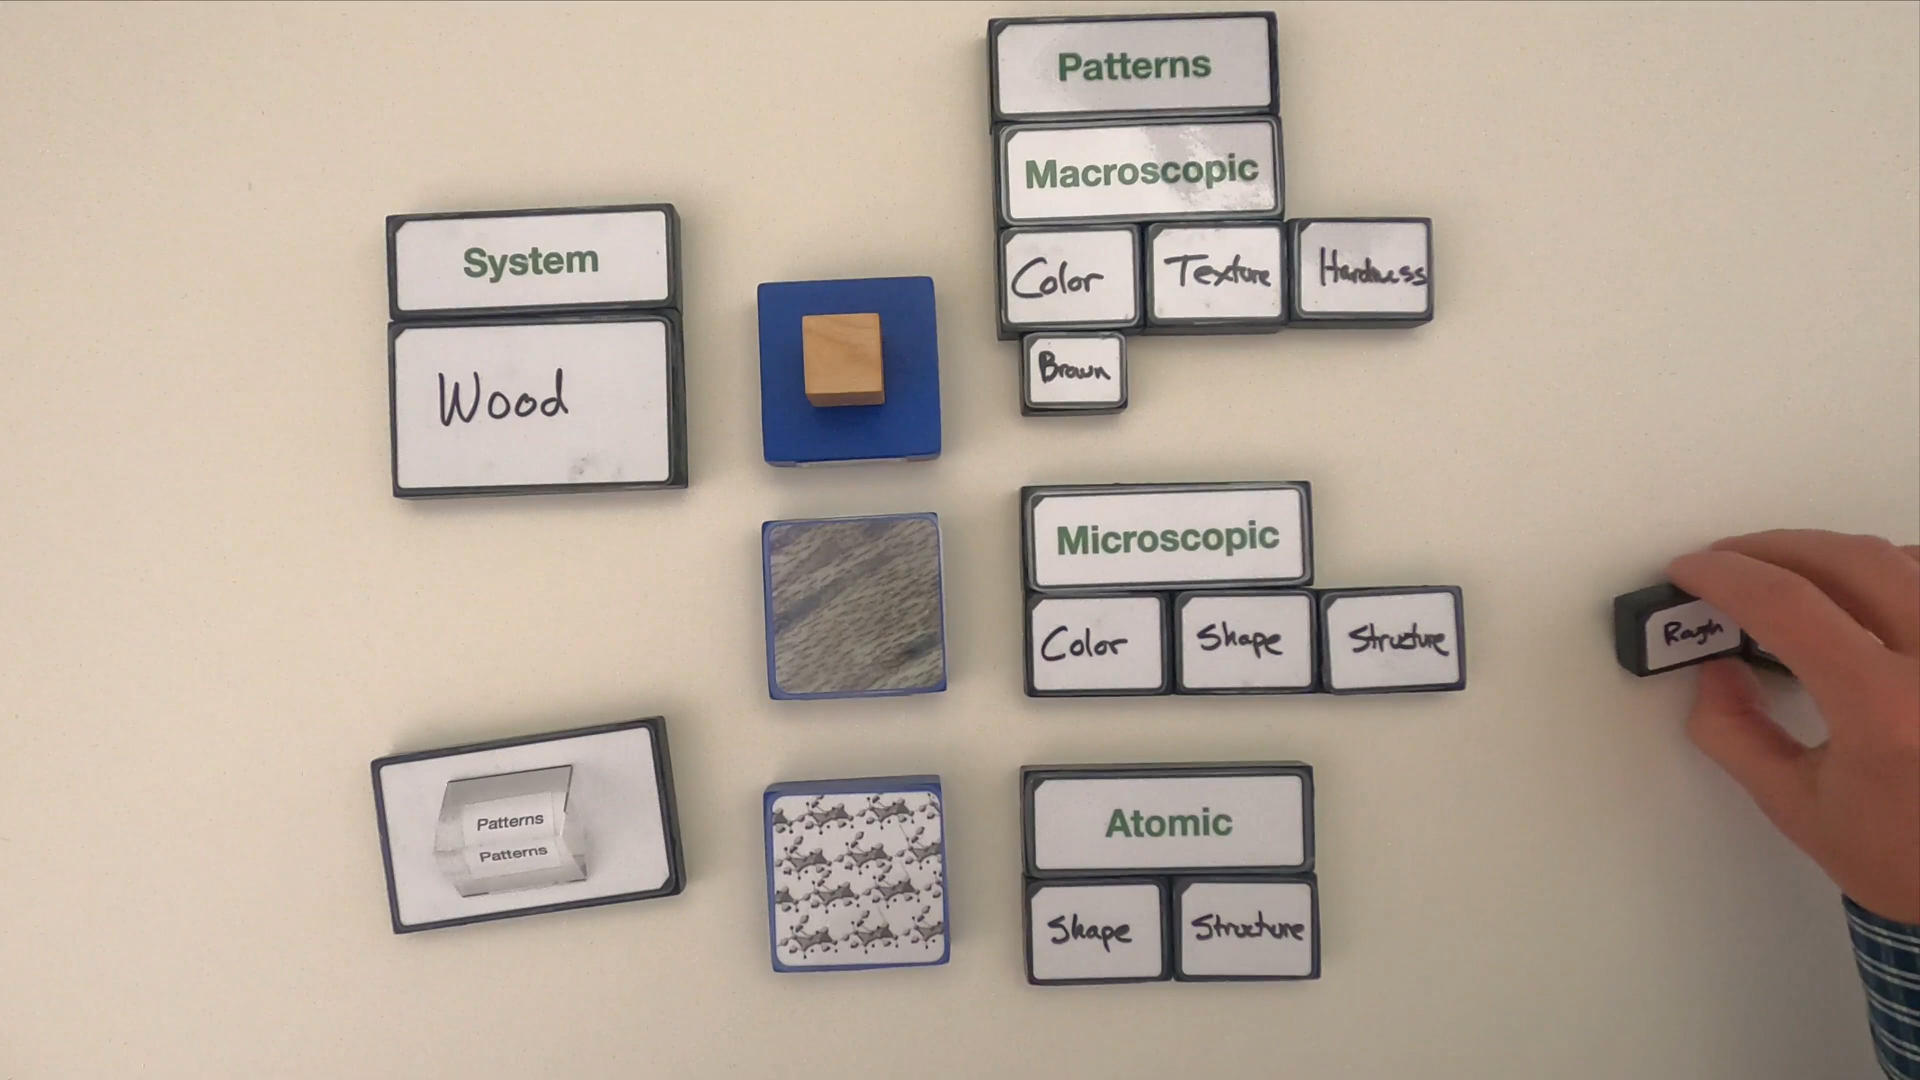 System
Wood
Patterns
Patterns
Patterns
Macroscopic
Color Texture Hardness
Brown
Microscopic
Color Shape Structure
Rough
Atomic
Shape Structure